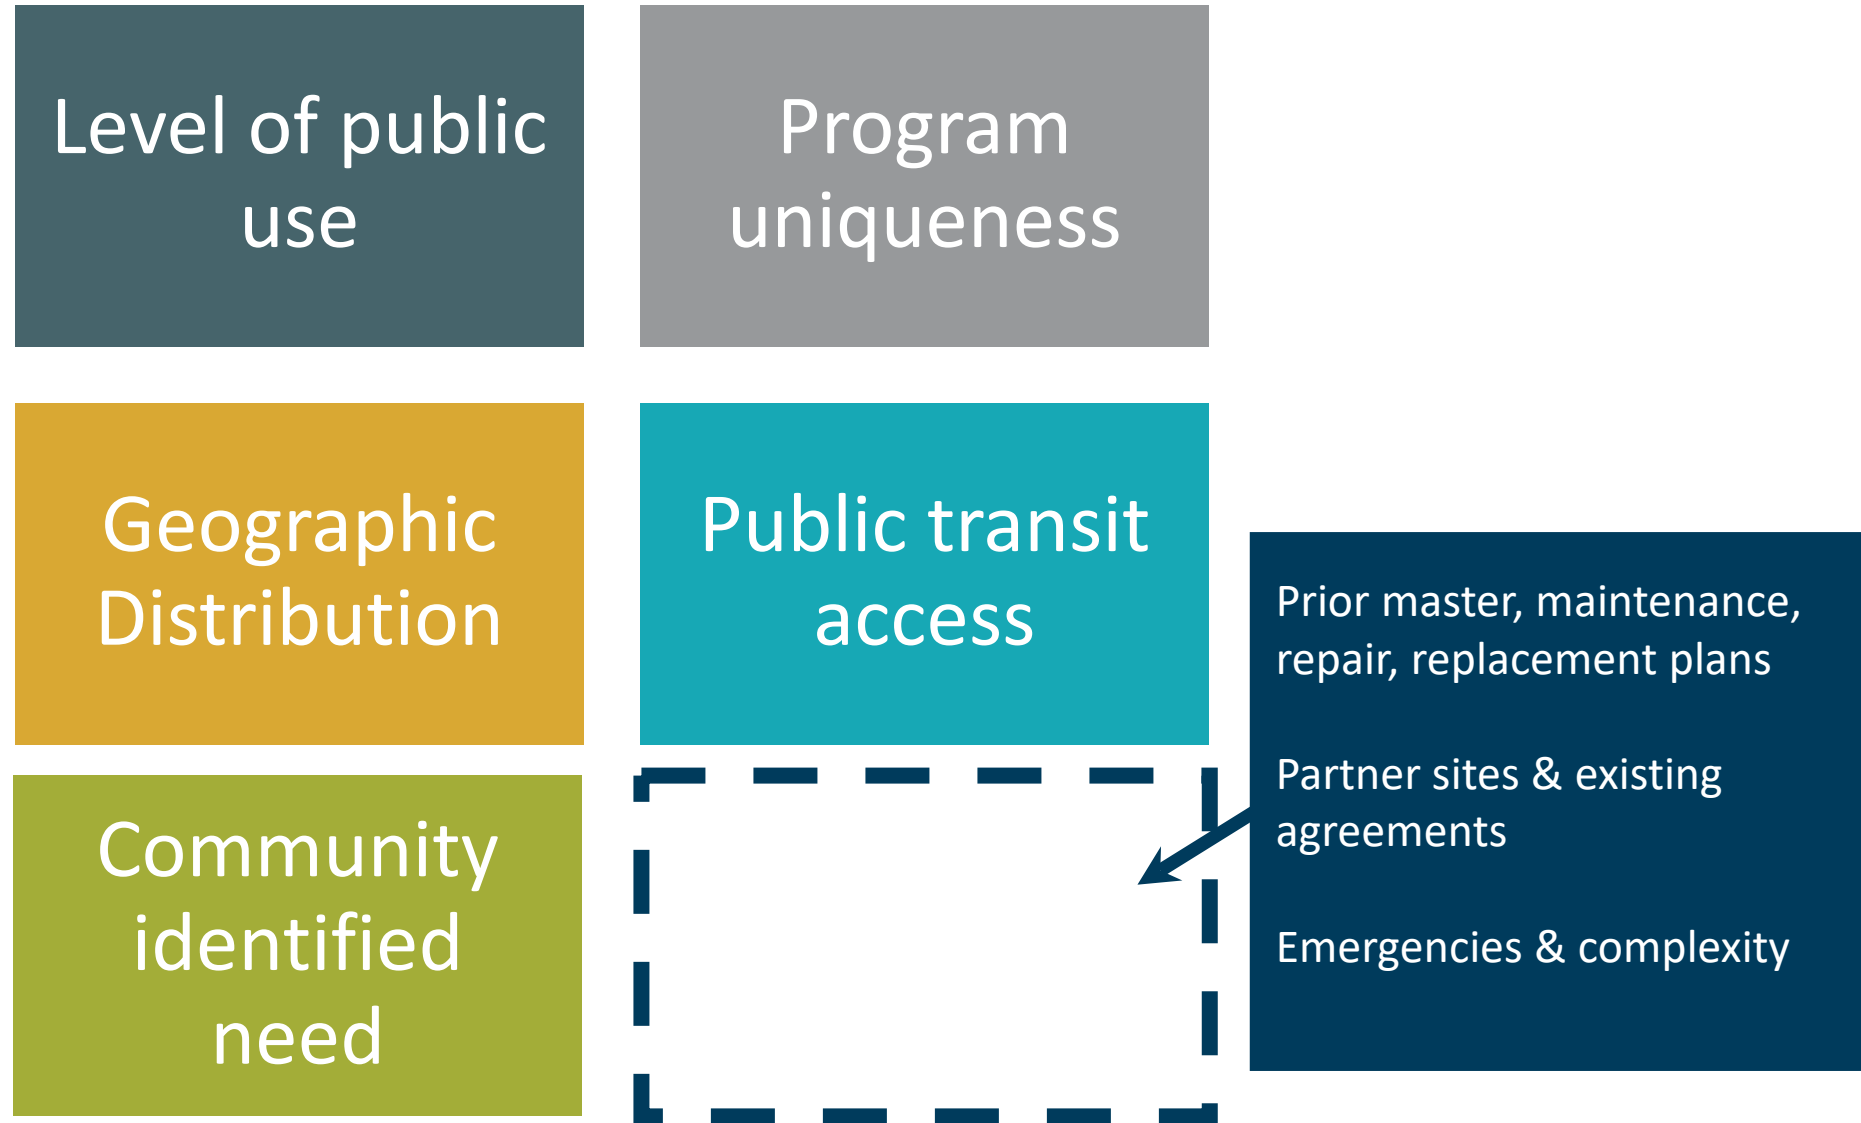 Level of public
use
Program
uniqueness
Geographic
Distribution
Public transit
access
Community
identified
need
Prior master, maintenance,
repair, replacement plans
Partner sites & existing
agreements
Emergencies & complexity